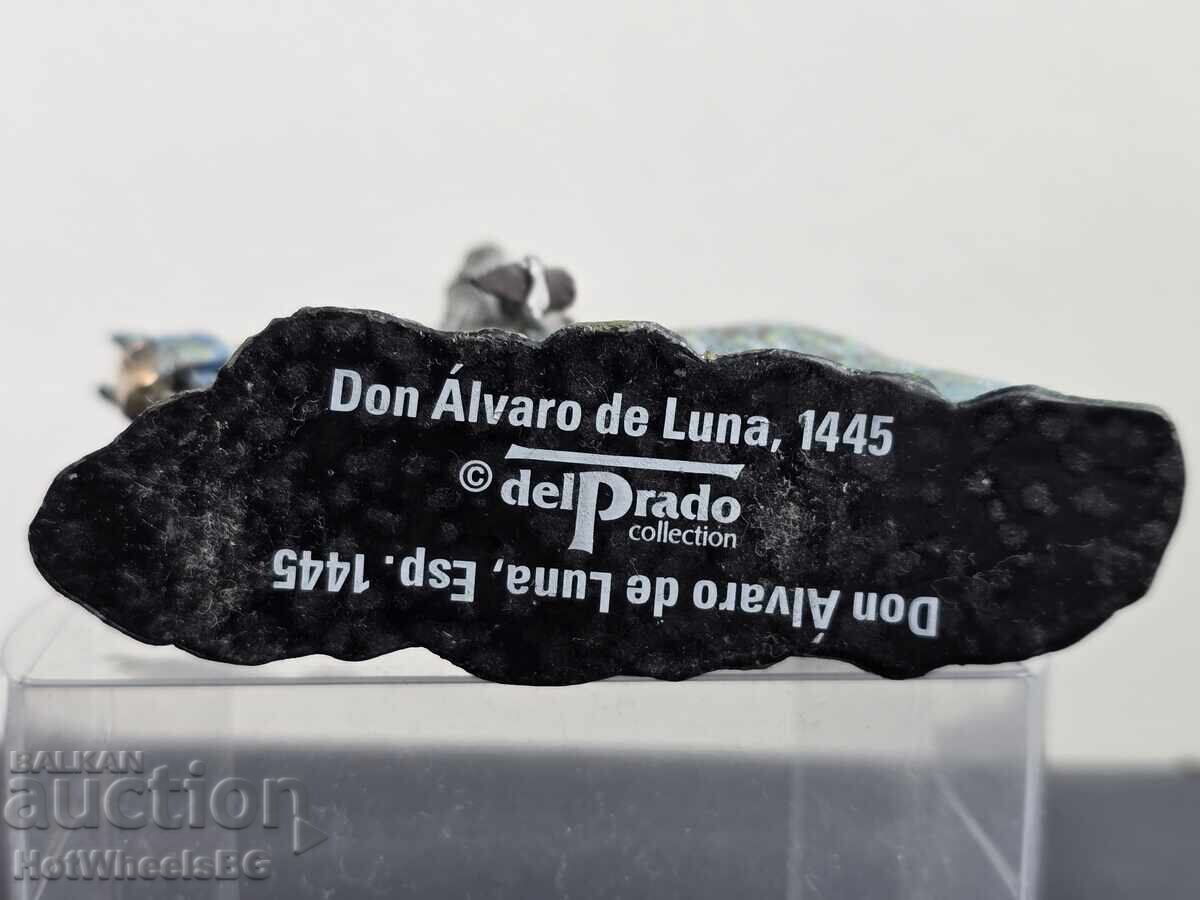 Don Álvaro de Luna, 1445
© delPrado
collection
Don Álvaro de Luna, Esp. 1445
BALKAN
auction
HotWheelsBG